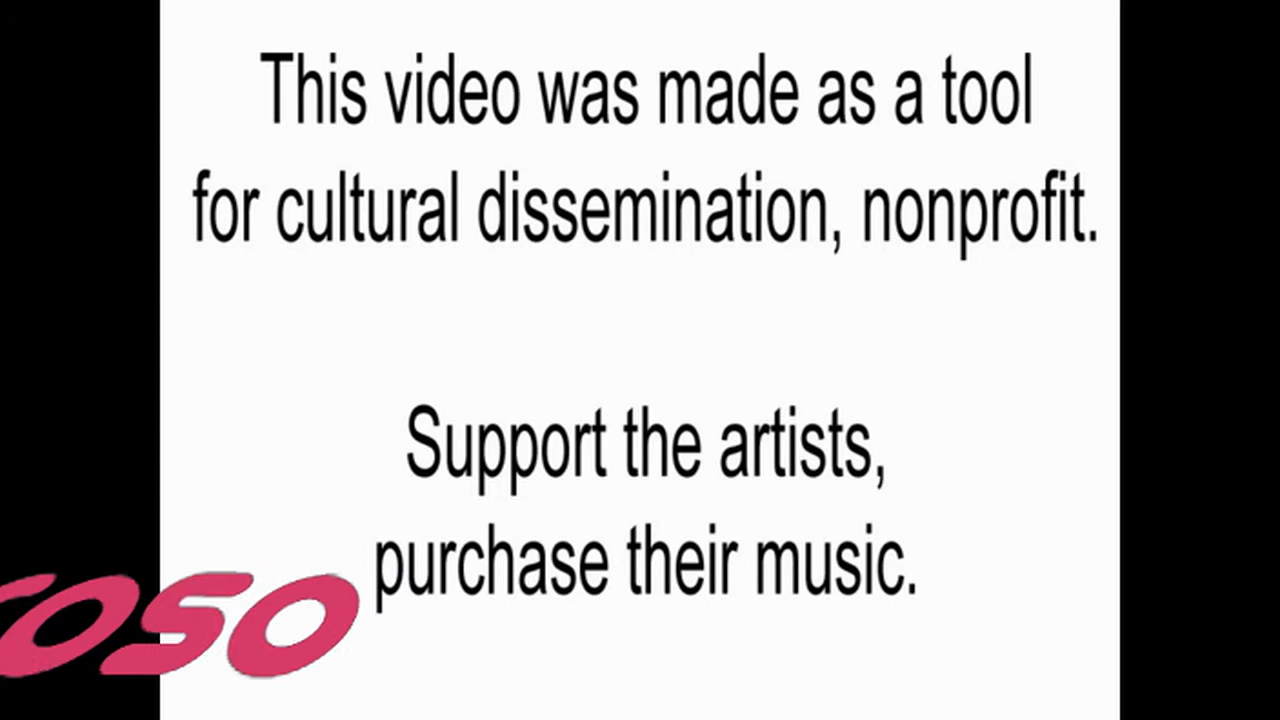 This video was made as a tool
for cultural dissemination, nonprofit.
Support the artists,
purchase their music.